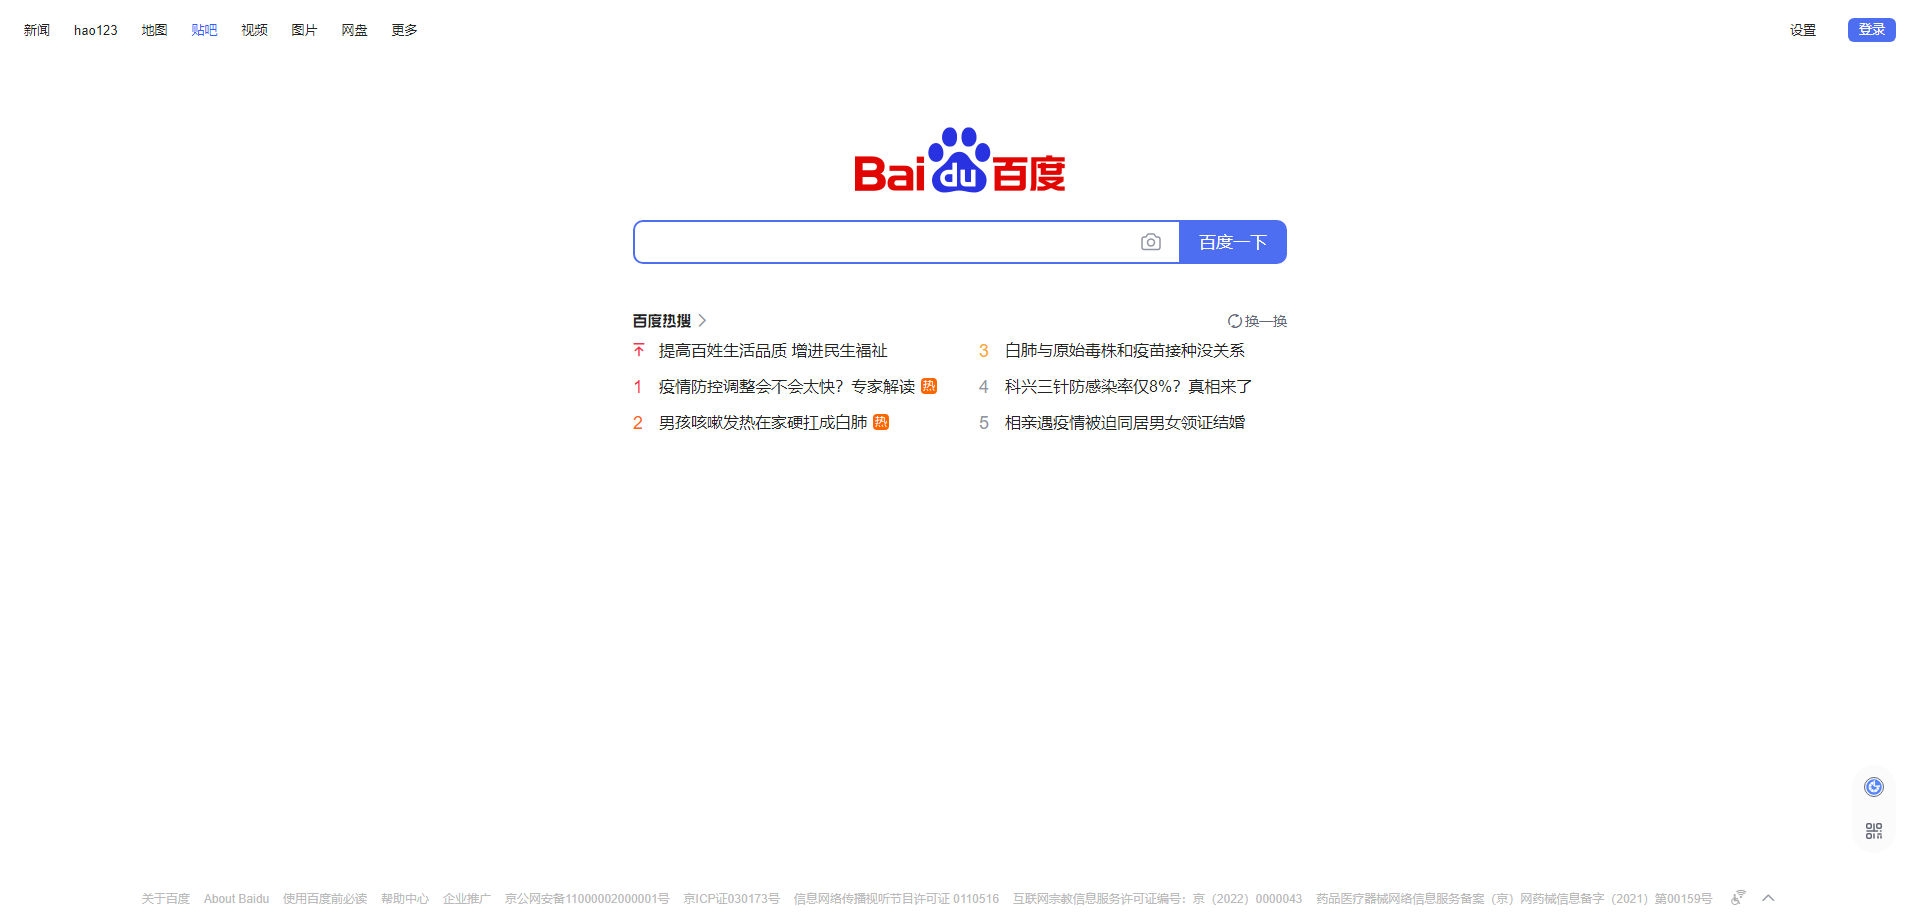 新闻 hao123 地图 贴吧 视频 图片 网盘 更多 设置 登录
Bai du 百度
百度一下
百度热搜 换一换
提高百姓生活品质 增进民生福祉
1 疫情防控调整会不会太快？专家解读 热
2 男孩咳嗽发热在家硬扛成白肺 热
3 白肺与原始毒株和疫苗接种没关系
4 科兴三针防感染率仅8%？真相来了
5 相亲遇疫情被迫同居男女领证结婚
关于百度 About Baidu 使用百度前必读 帮助中心 企业推广 京公网安备11000002000001号 京ICP证030173号 信息网络传播视听节目许可证 0110516 互联网宗教信息服务许可证编号：京（2022）0000043 药品医疗器械网络信息服务备案（京）网药械信息备字（2021）第00159号